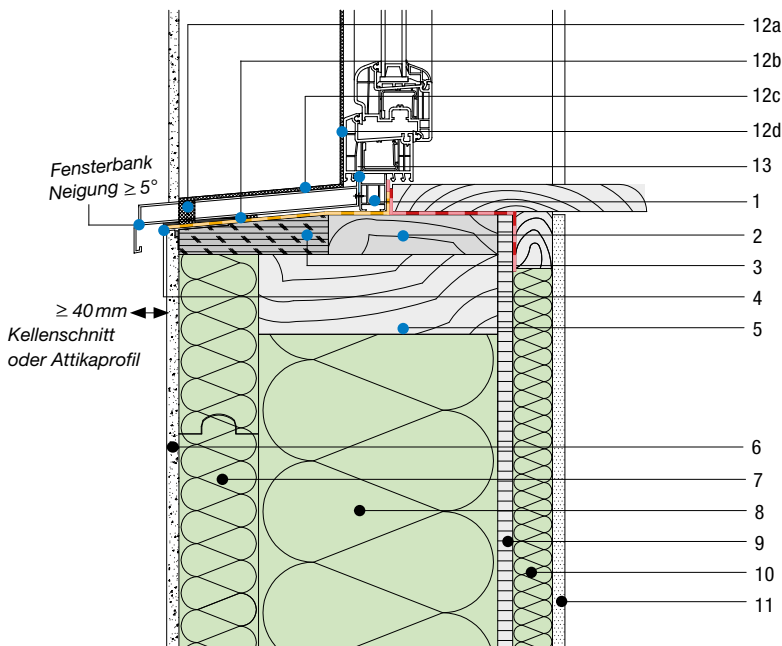 12a
12b
12c
12d
13
1
2
3
4
5
6
7
8
9
10
11
Fensterbank
Neigung ≥ 5°
≥ 40 mm
Kellenschnitt
oder Attikaprofil